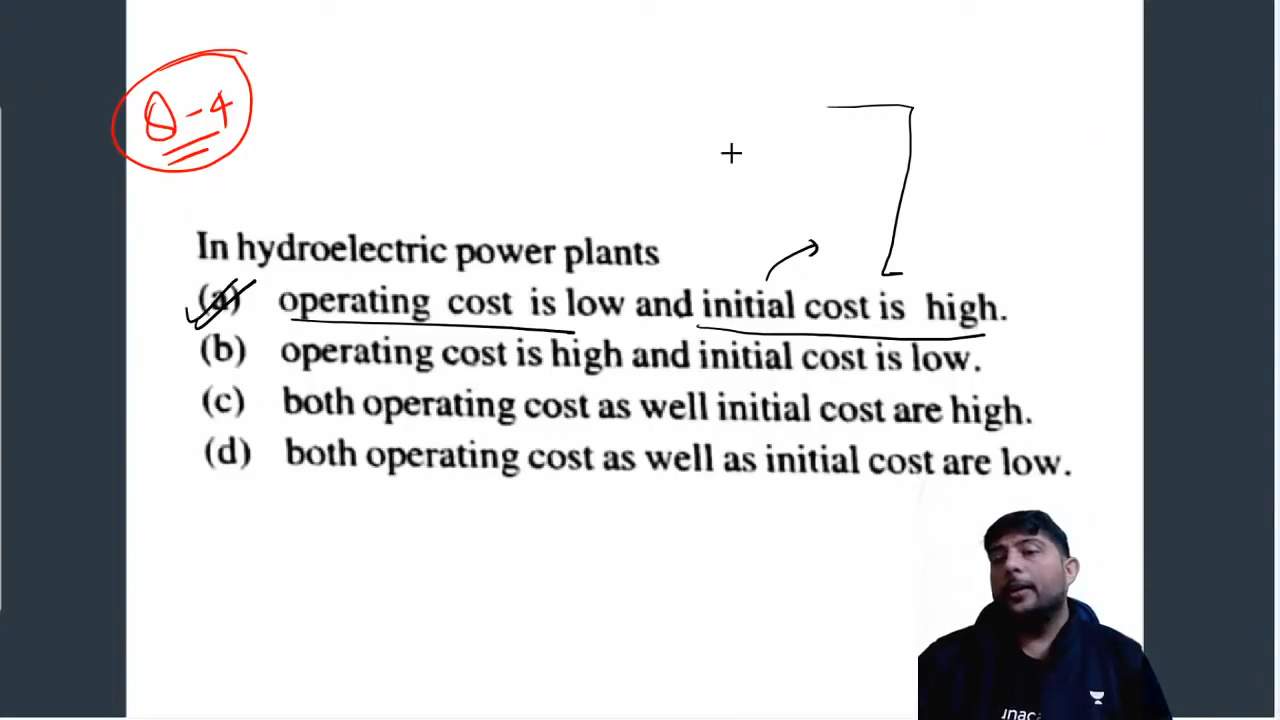 Q-4
In hydroelectric power plants
(a) operating cost is low and initial cost is high.
(b) operating cost is high and initial cost is low.
(c) both operating cost as well initial cost are high.
(d) both operating cost as well as initial cost are low.
unaca